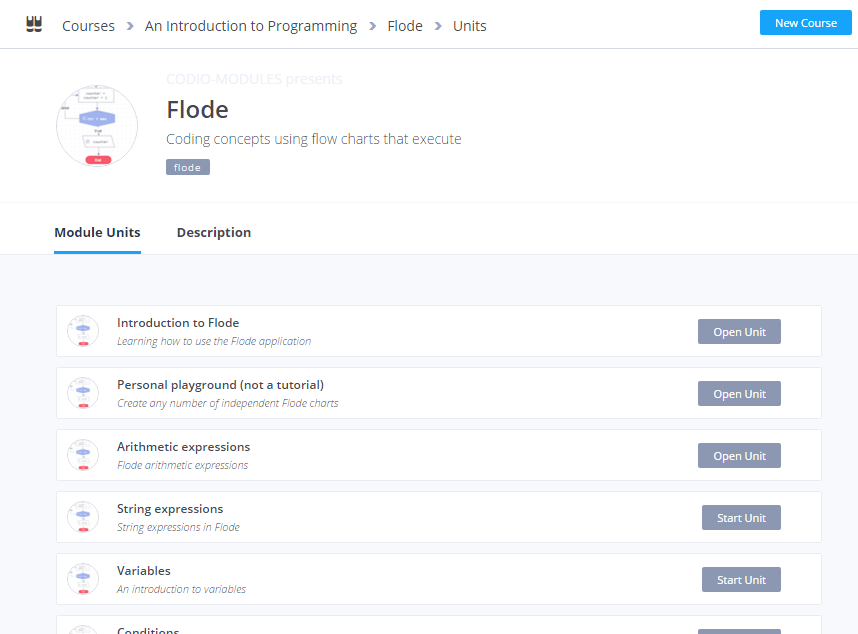 Courses > An Introduction to Programming > Flode > Units
New Course
CODIO-MODULES presents
Flode
Coding concepts using flow charts that execute
flode
Module Units
Description
Introduction to Flode
Learning how to use the Flode application
Open Unit
Personal playground (not a tutorial)
Create any number of independent Flode charts
Open Unit
Arithmetic expressions
Flode arithmetic expressions
Open Unit
String expressions
String expressions in Flode
Start Unit
Variables
An introduction to variables
Start Unit
Conditions